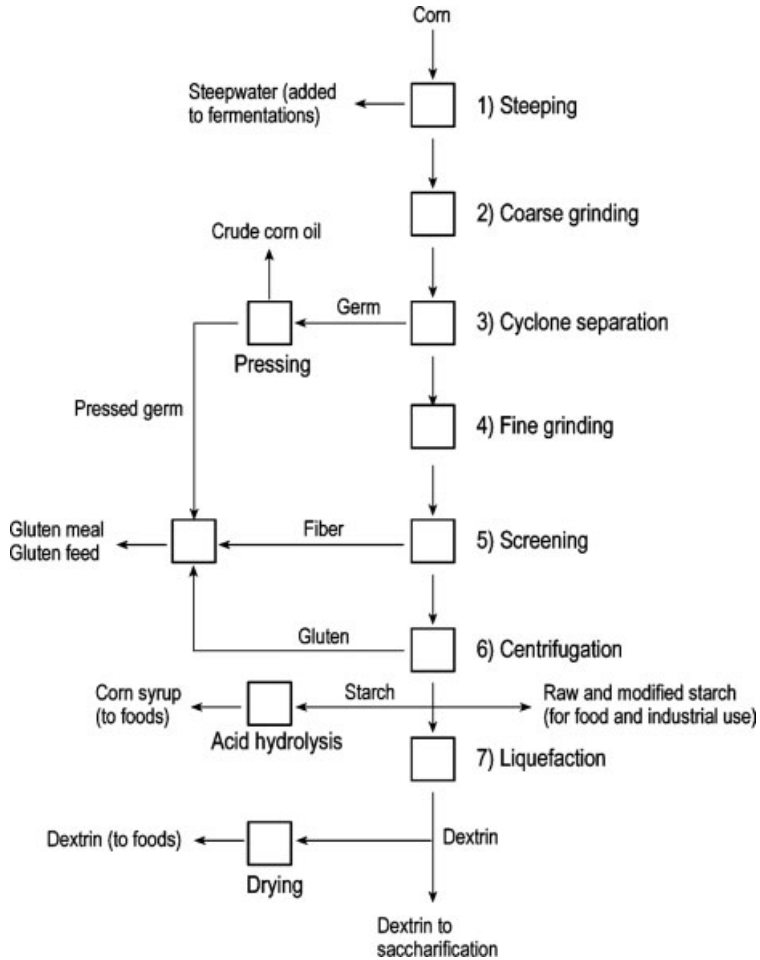 Corn
Steepwater (added
to fermentations)
1) Steeping
2) Coarse grinding
Crude corn oil
Germ
3) Cyclone separation
Pressing
Pressed germ
4) Fine grinding
Gluten meal
Gluten feed
Fiber
5) Screening
Gluten
6) Centrifugation
Corn syrup
(to foods)
Starch
Raw and modified starch
(for food and industrial use)
Acid hydrolysis
7) Liquefaction
Dextrin (to foods)
Dextrin
Drying
Dextrin to
saccharification